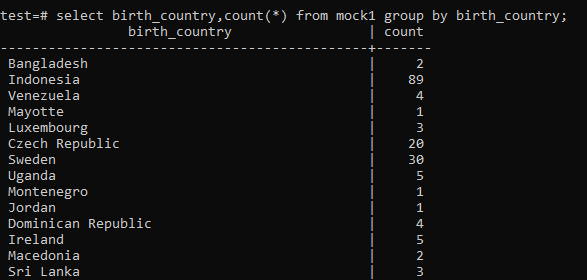 test=# select birth_country,count(*) from mock1 group by birth_country;
birth_country | count
----------------------------------------------+-------
Bangladesh | 2
Indonesia | 89
Venezuela | 4
Mayotte | 1
Luxembourg | 3
Czech Republic | 20
Sweden | 30
Uganda | 5
Montenegro | 1
Jordan | 1
Dominican Republic | 4
Ireland | 5
Macedonia | 2
Sri Lanka | 3